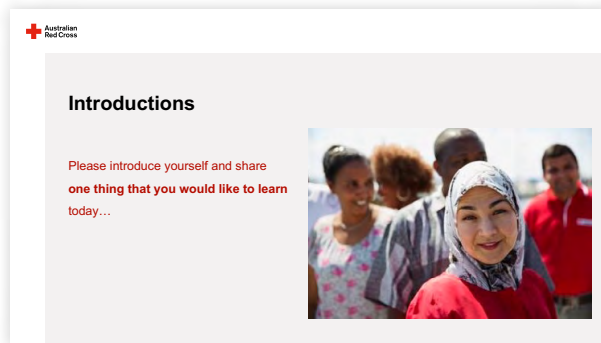 Australian
Red Cross
Introductions
Please introduce yourself and share
one thing that you would like to learn
today…